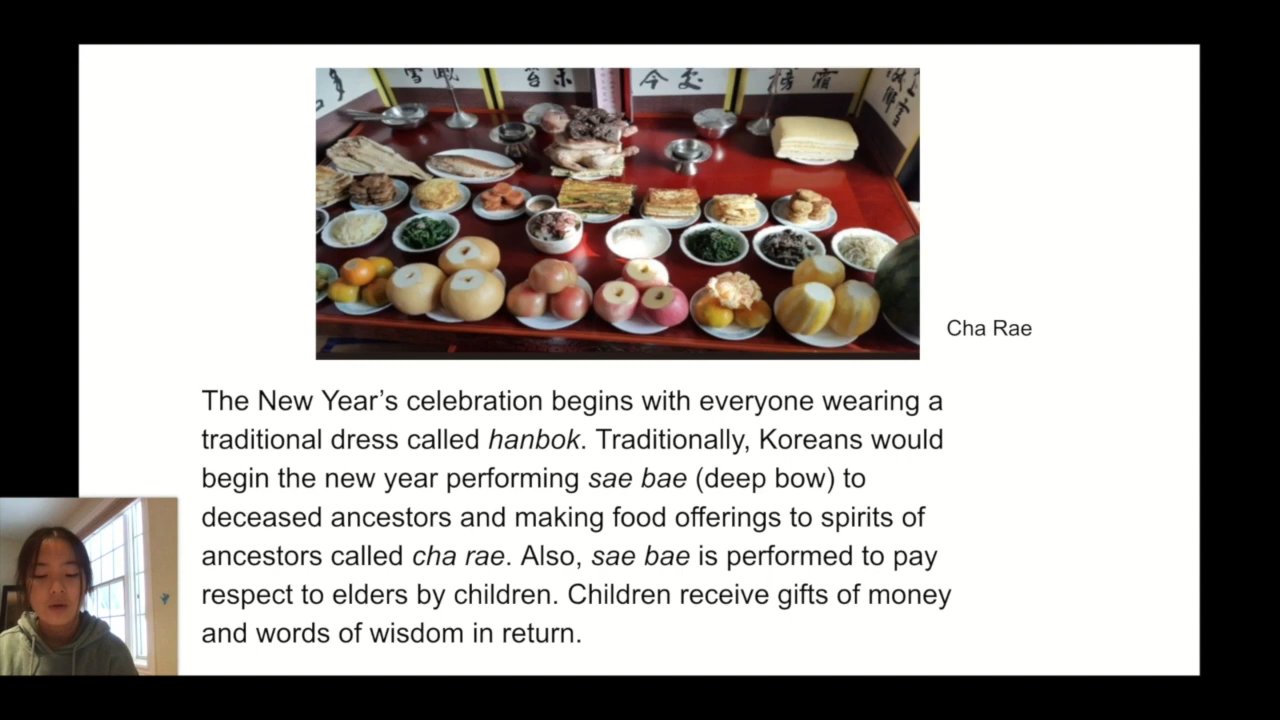 Cha Rae
The New Year’s celebration begins with everyone wearing a
traditional dress called hanbok. Traditionally, Koreans would
begin the new year performing sae bae (deep bow) to
deceased ancestors and making food offerings to spirits of
ancestors called cha rae. Also, sae bae is performed to pay
respect to elders by children. Children receive gifts of money
and words of wisdom in return.